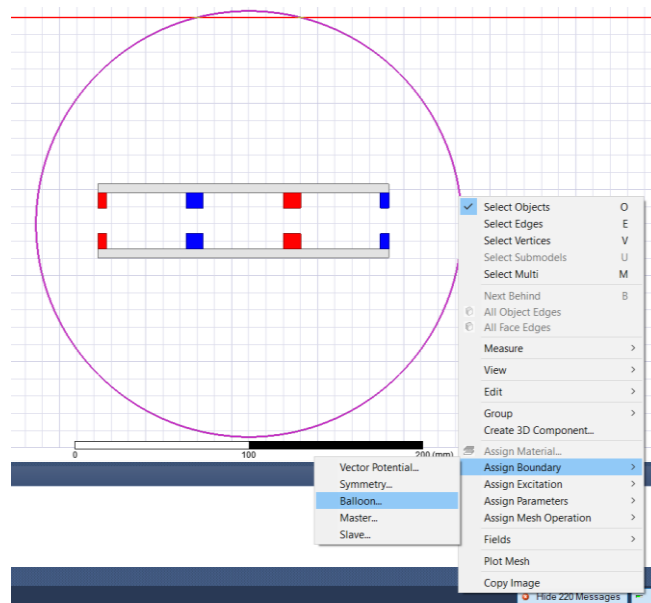 Select Objects O
Select Edges E
Select Vertices V
Select Submodels U
Select Multi M
Next Behind B
All Object Edges
All Face Edges
Measure >
View >
Edit >
Group >
Create 3D Component...
Assign Material...
Assign Boundary >
Assign Excitation >
Assign Parameters >
Assign Mesh Operation >
Fields >
Plot Mesh
Copy Image
0 100 200 (mm)
Vector Potential...
Symmetry...
Balloon...
Master...
Slave...
Hide 220 Messages